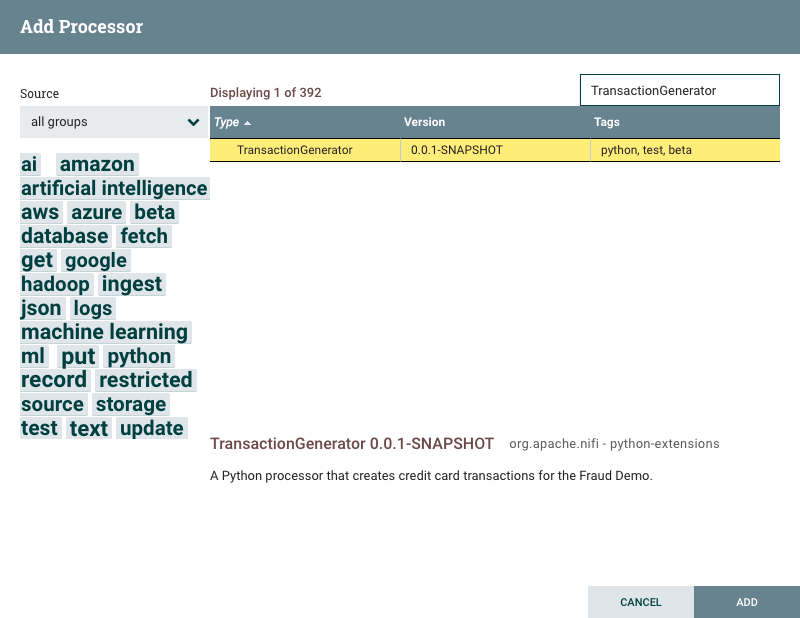 Add Processor
Source
all groups
ai amazon
artificial intelligence
aws azure beta
database fetch
get google
hadoop ingest
json logs
machine learning
ml put python
record restricted
source storage
test text update
Displaying 1 of 392
TransactionGenerator
Type Version Tags
TransactionGenerator 0.0.1-SNAPSHOT python, test, beta
TransactionGenerator 0.0.1-SNAPSHOT org.apache.nifi - python-extensions
A Python processor that creates credit card transactions for the Fraud Demo.
CANCEL ADD